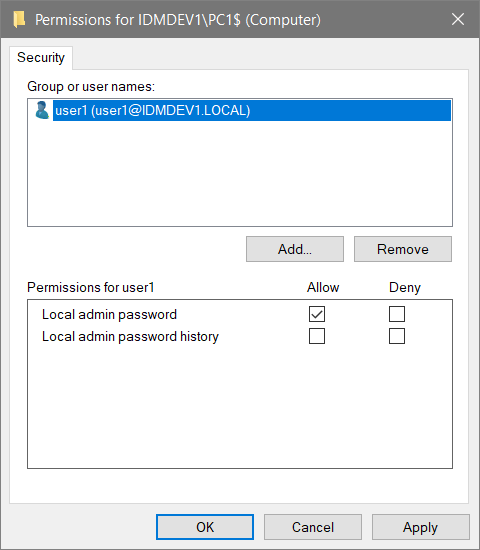 Permissions for IDMDEV1\PC1$ (Computer)
Security
Group or user names:
user1 (user1@IDMDEV1.LOCAL)
Add...
Remove
Permissions for user1 Allow Deny
Local admin password
Local admin password history
OK
Cancel
Apply